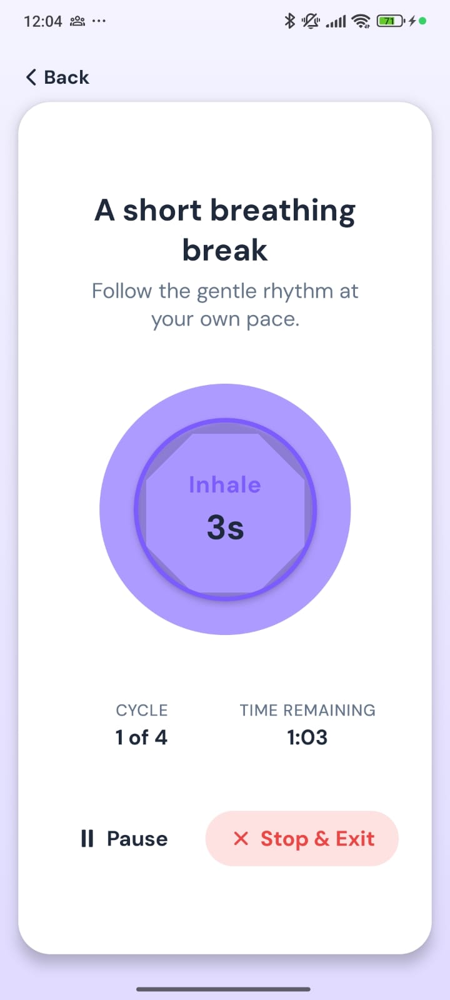 12:04
71
Back
A short breathing
break
Follow the gentle rhythm at
your own pace.
Inhale
3s
CYCLE
1 of 4
TIME REMAINING
1:03
Pause
Stop & Exit